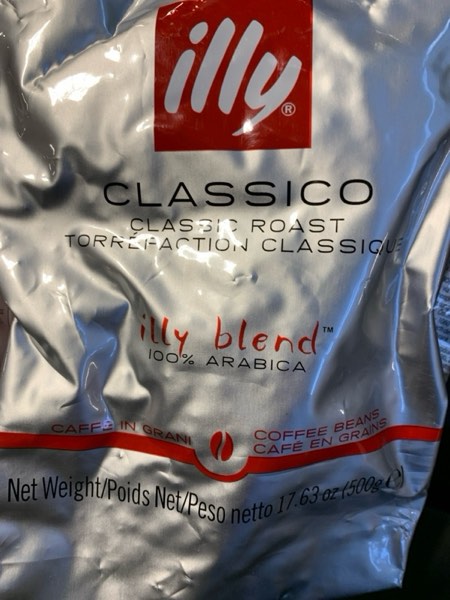 illy®
CLASSICO
CLASSIC ROAST
TORRÉFACTION CLASSIQUE
illy blend™
100% ARABICA
CAFFÈ IN GRANI
COFFEE BEANS
CAFÉ EN GRAINS
Net Weight/Poids Net/Peso netto 17.63 oz (500g ℮)